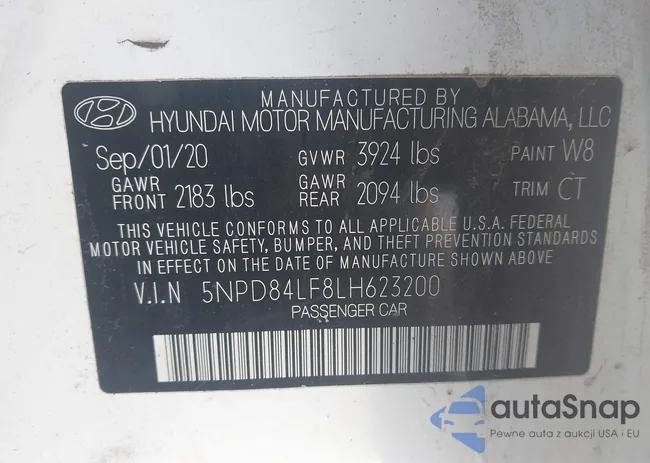 MANUFACTURED BY
HYUNDAI MOTOR MANUFACTURING ALABAMA, LLC
Sep/01/20 GVWR 3924 lbs PAINT W8
GAWR FRONT 2183 lbs GAWR REAR 2094 lbs TRIM CT
THIS VEHICLE CONFORMS TO ALL APPLICABLE U.S.A. FEDERAL
MOTOR VEHICLE SAFETY, BUMPER, AND THEFT PREVENTION STANDARDS
IN EFFECT ON THE DATE OF MANUFACTURE SHOWN ABOVE.
V.I.N 5NPD84LF8LH623200
PASSENGER CAR
autaSnap
Pewne auta z aukcji USA i EU